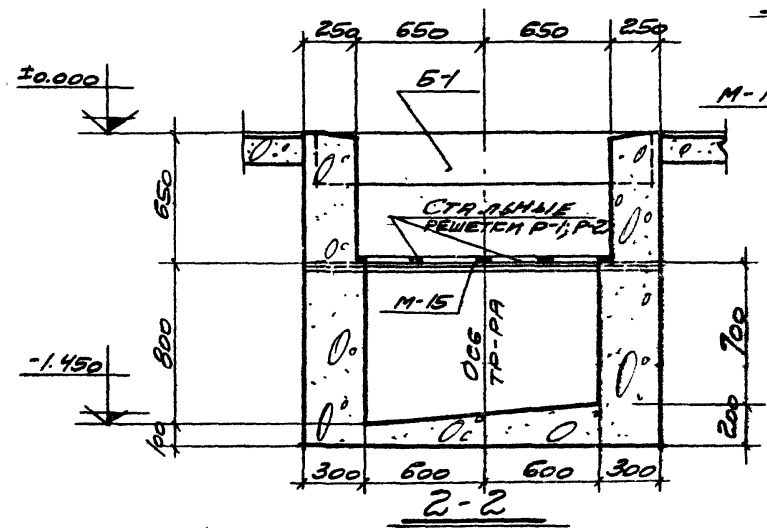 250 650 650 250
±0.000
Б-1
М-1
650
СТАЛЬНЫЕ
РЕШЕТКИ Р-1; Р-2
М-15
ОСЬ
ТР-РА
800
700
-1.450
100
200
300 600 600 300
2-2